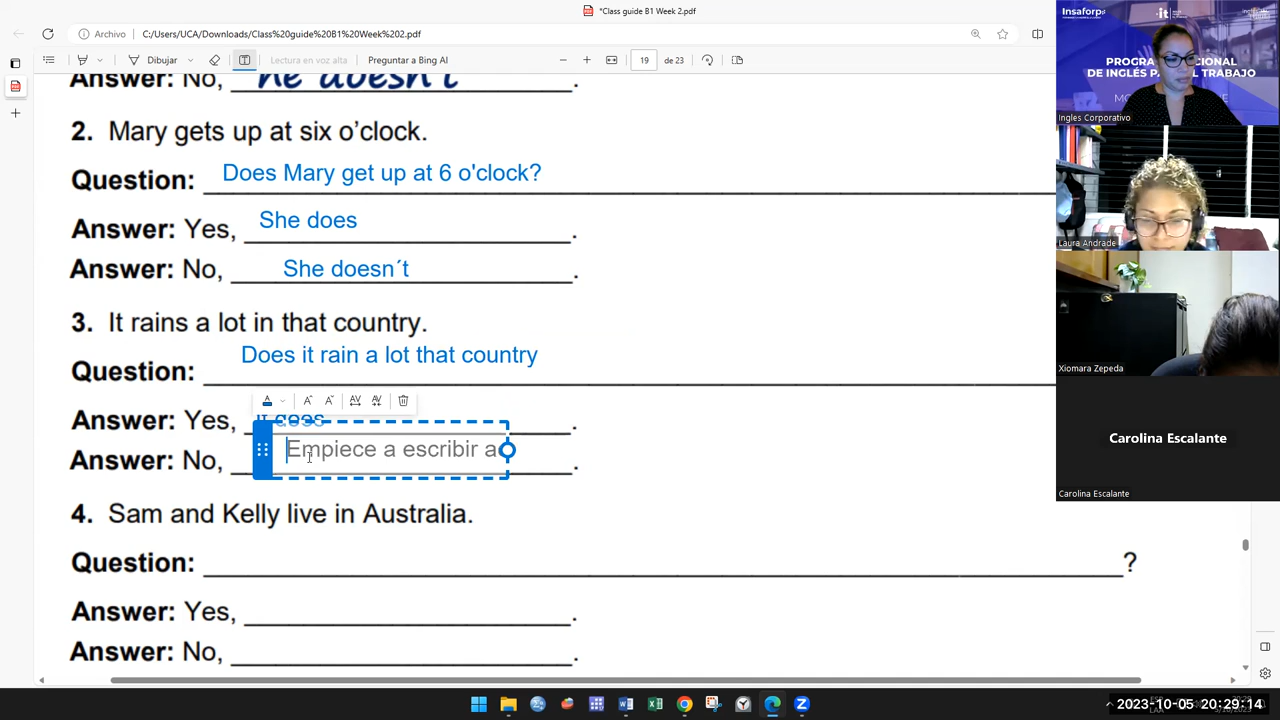 *Class guide B1 Week 2.pdf
Archivo
C:/Users/UCA/Downloads/Class%20guide%20B1%20Week%202.pdf
Dibujar
Lectura en voz alta
Preguntar a Bing AI
19
de 23
Answer: No, he doesn't.
2. Mary gets up at six o'clock.
Question: Does Mary get up at 6 o'clock?
Answer: Yes, She does.
Answer: No, She doesn´t.
3. It rains a lot in that country.
Question: Does it rain a lot that country
Answer: Yes, it does.
Answer: No, Empiece a escribir a.
4. Sam and Kelly live in Australia.
Question: ?
Answer: Yes, .
Answer: No, .
Insaforp
it
PROGRAMA
CIONAL
DE INGLÉS PA
L TRABAJO
Ingles Corporativo
Laura Andrade
Xiomara Zepeda
Carolina Escalante
Carolina Escalante
2023-10-05 20:29:14